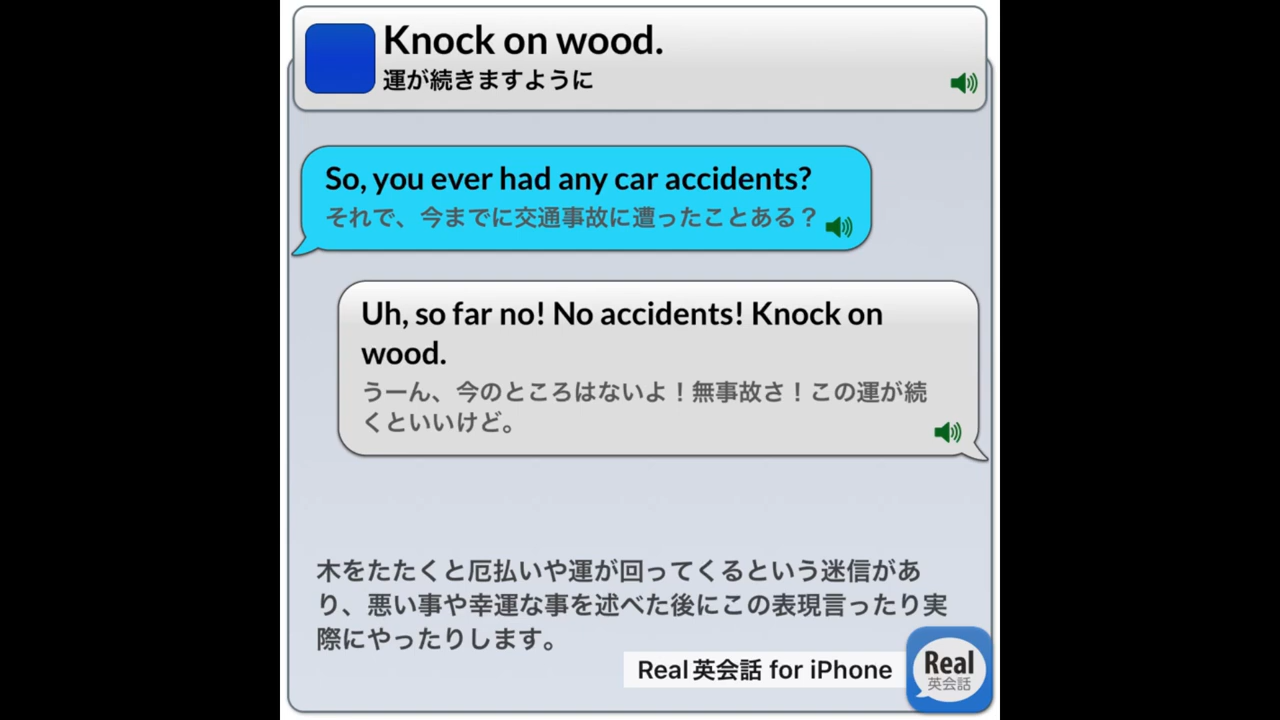 Knock on wood.
運が続きますように
So, you ever had any car accidents?
それで、今までに交通事故に遭ったことある？
Uh, so far no! No accidents! Knock on
wood.
うーん、今のところはないよ！無事故さ！この運が続
くといいけど。
木をたたくと厄払いや運が回ってくるという迷信があ
り、悪い事や幸運な事を述べた後にこの表現言ったり実
際にやったりします。
Real英会話 for iPhone
Real
英会話